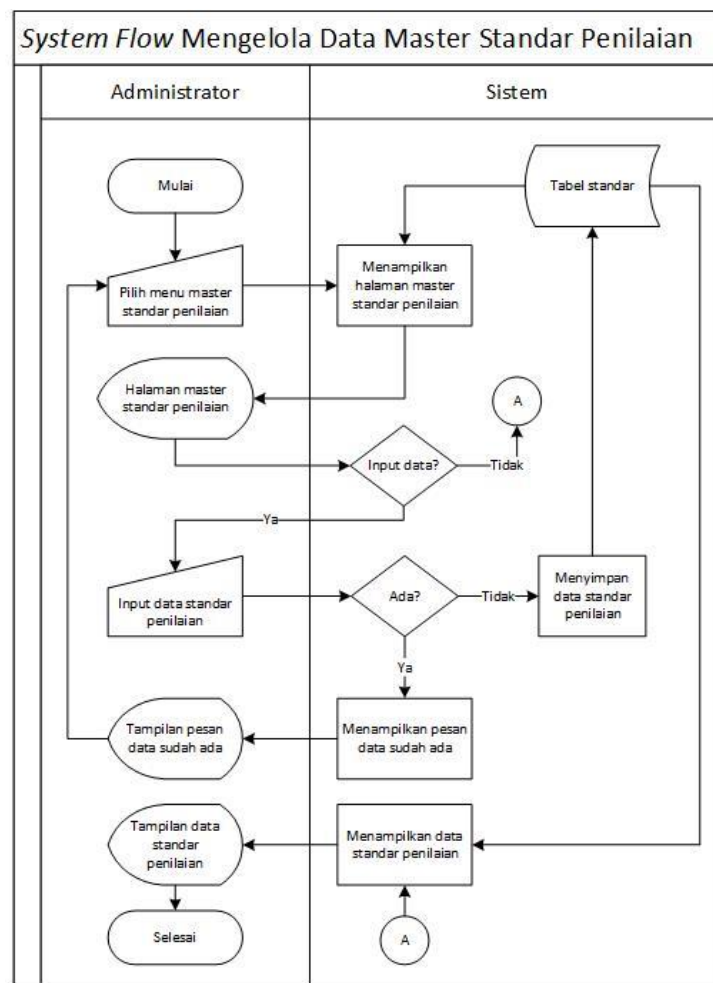 System Flow Mengelola Data Master Standar Penilaian
Administrator
Sistem
Mulai
Tabel standar
Pilih menu master
standar penilaian
Menampilkan
halaman master
standar penilaian
Halaman master
standar penilaian
A
Input data?
Tidak
Ya
Input data standar
penilaian
Ada?
Tidak
Menyimpan
data standar
penilaian
Ya
Tampilan pesan
data sudah ada
Menampilkan pesan
data sudah ada
Tampilan data
standar
penilaian
Menampilkan data
standar penilaian
Selesai
A